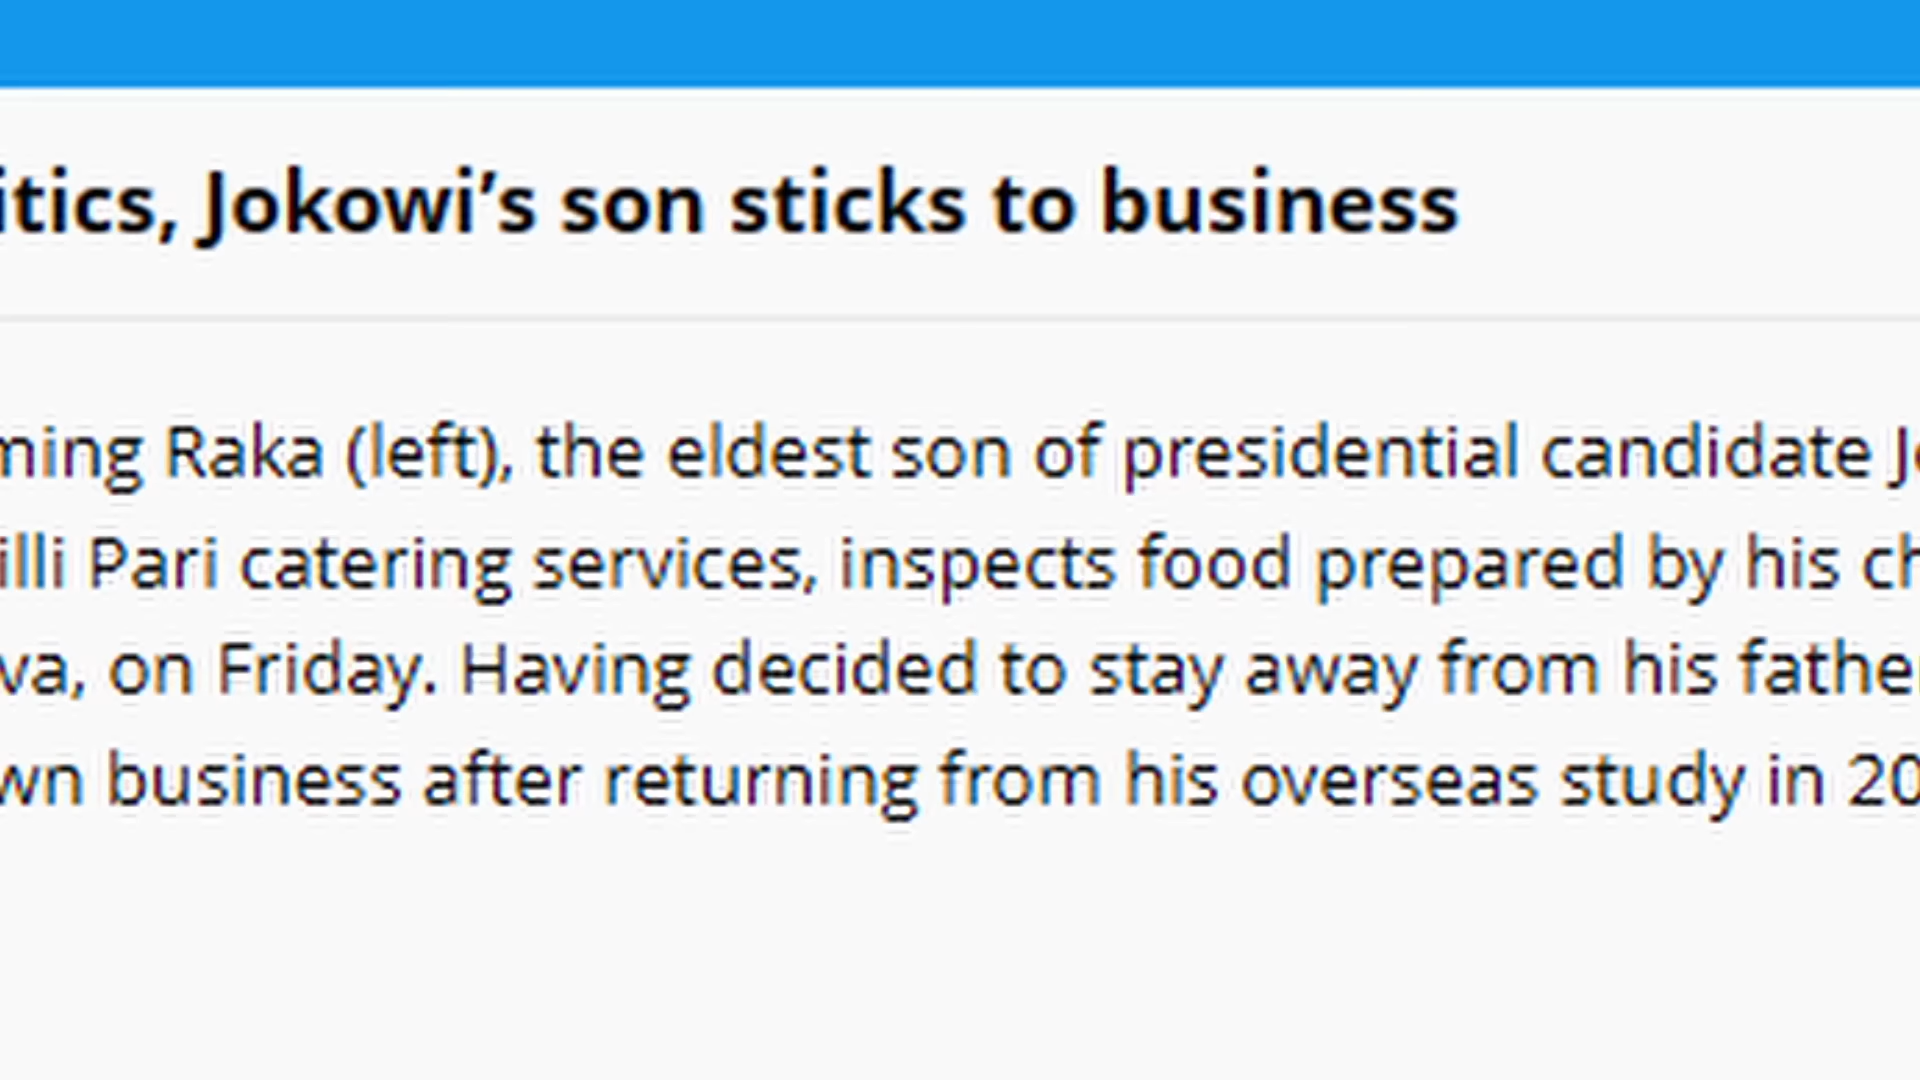 itics, Jokowi’s son sticks to business
ming Raka (left), the eldest son of presidential candidate Jo
illi Pari catering services, inspects food prepared by his ch
va, on Friday. Having decided to stay away from his father
wn business after returning from his overseas study in 20